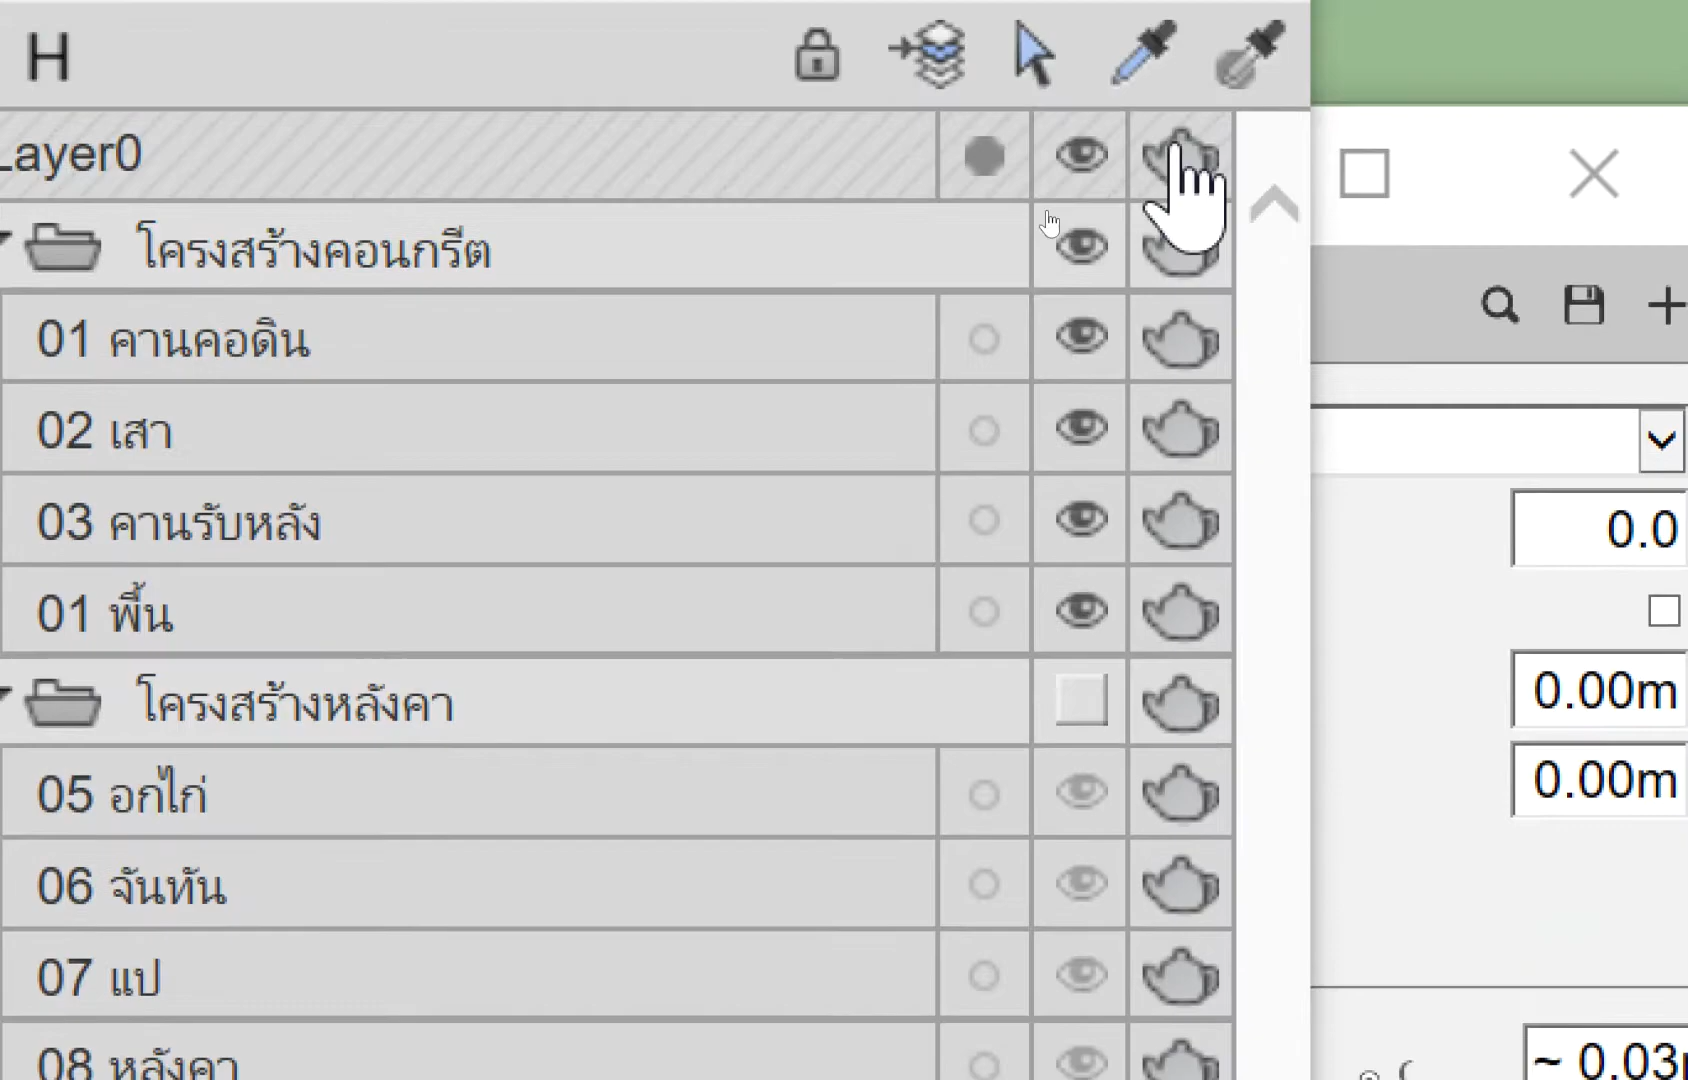 H
Layer0
โครงสร้างคอนกรีต
01 คานคอดิน
02 เสา
03 คานรับหลัง
01 พื้น
โครงสร้างหลังคา
05 อกไก่
06 จันทัน
07 แป
08 หลังคา
0.0
0.00m
0.00m
~ 0.03